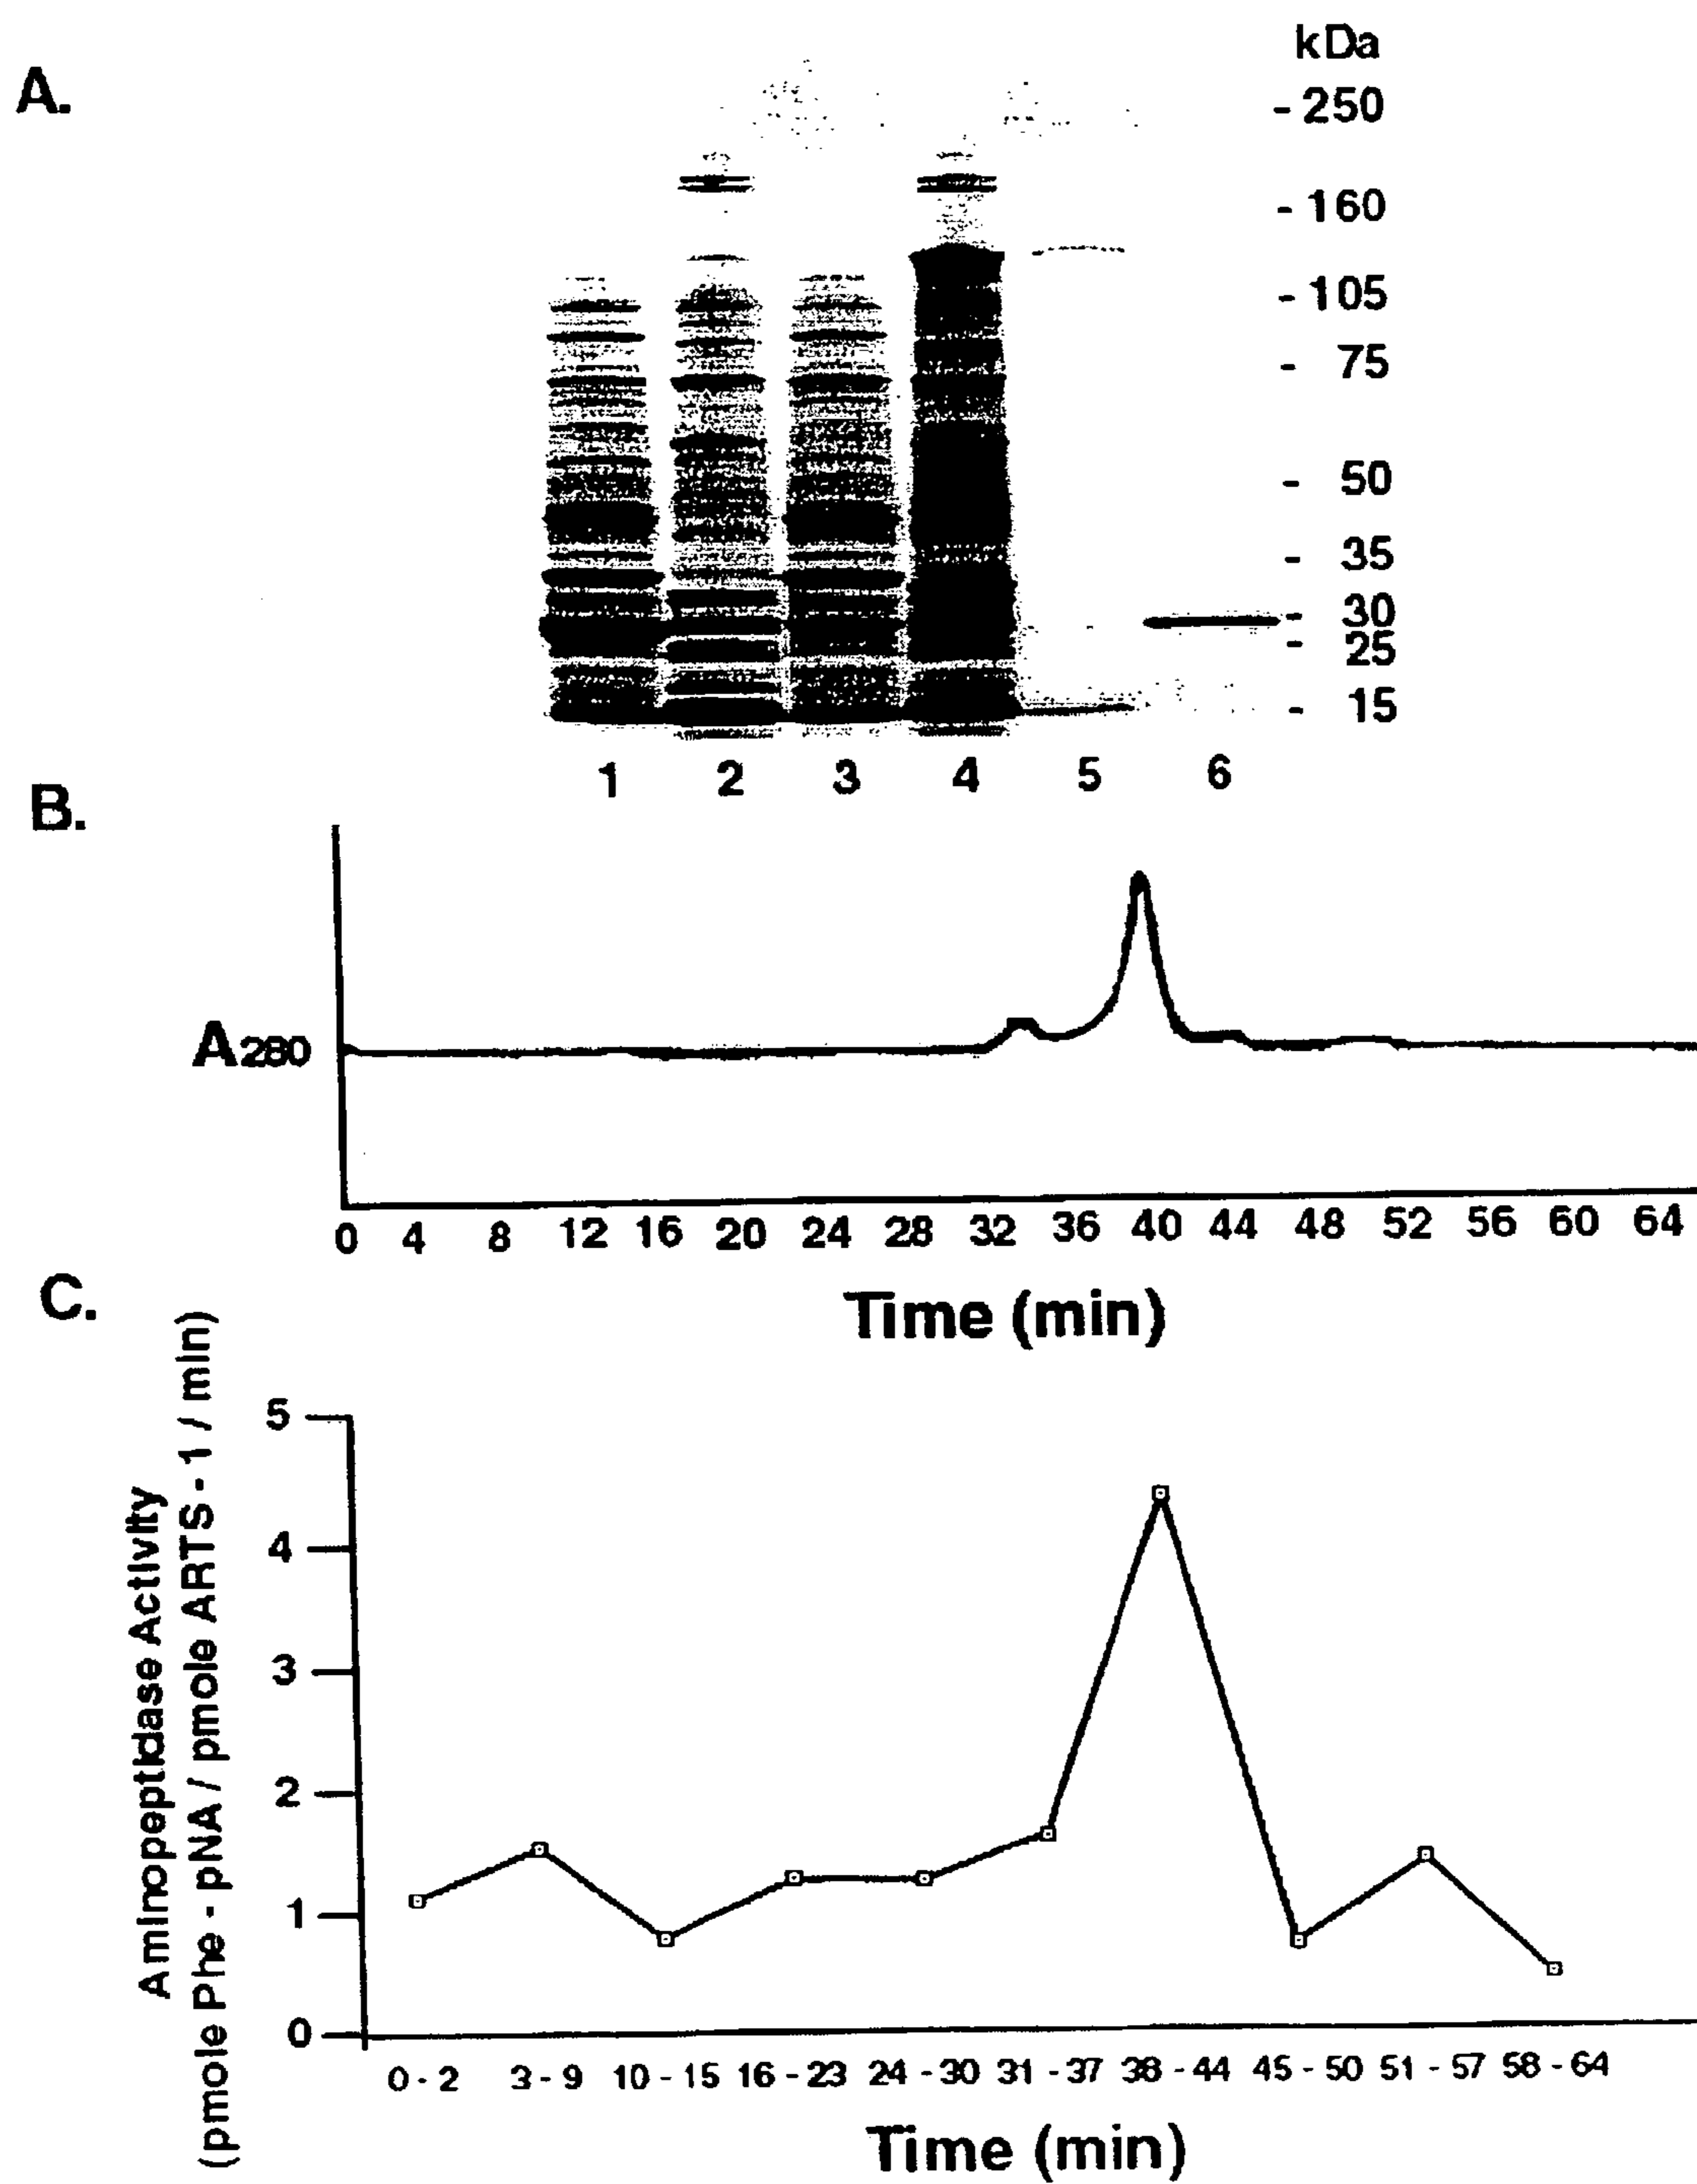 A.
kDa
- 250
- 160
- 105
- 75
- 50
- 35
- 30
- 25
- 15
1 2 3 4 5 6
B.
A280
0 4 8 12 16 20 24 28 32 36 40 44 48 52 56 60 64
Time (min)
C.
Aminopeptidase Activity
(pmole Phe - pNA / pmole ARTS - 1 / min)
5
4
3
2
1
0
0 - 2 3 - 9 10 - 15 16 - 23 24 - 30 31 - 37 38 - 44 45 - 50 51 - 57 58 - 64
Time (min)